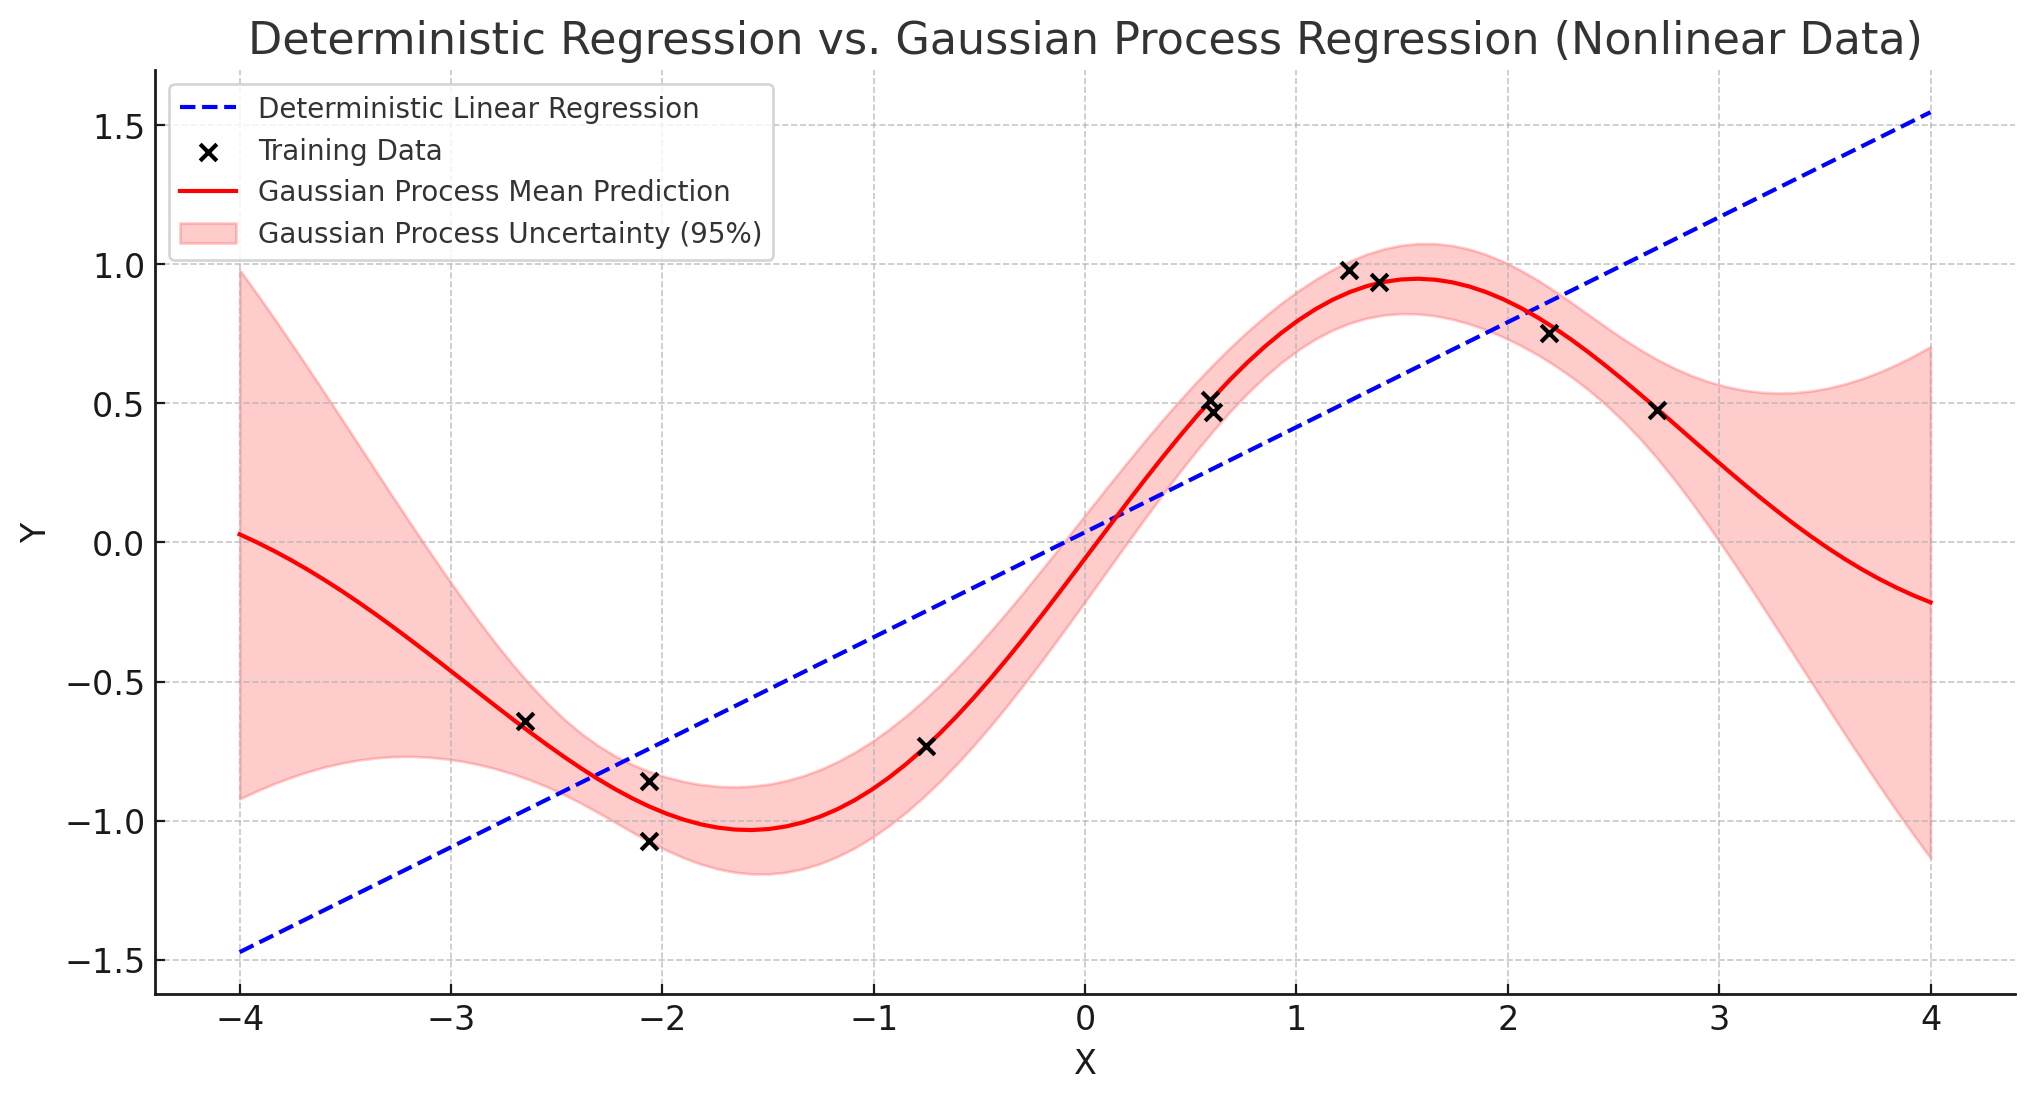 Deterministic Regression vs. Gaussian Process Regression (Nonlinear Data)
Deterministic Linear Regression
Training Data
Gaussian Process Mean Prediction
Gaussian Process Uncertainty (95%)
1.5
1.0
0.5
0.0
−0.5
−1.0
−1.5
Y
−4 −3 −2 −1 0 1 2 3 4
X